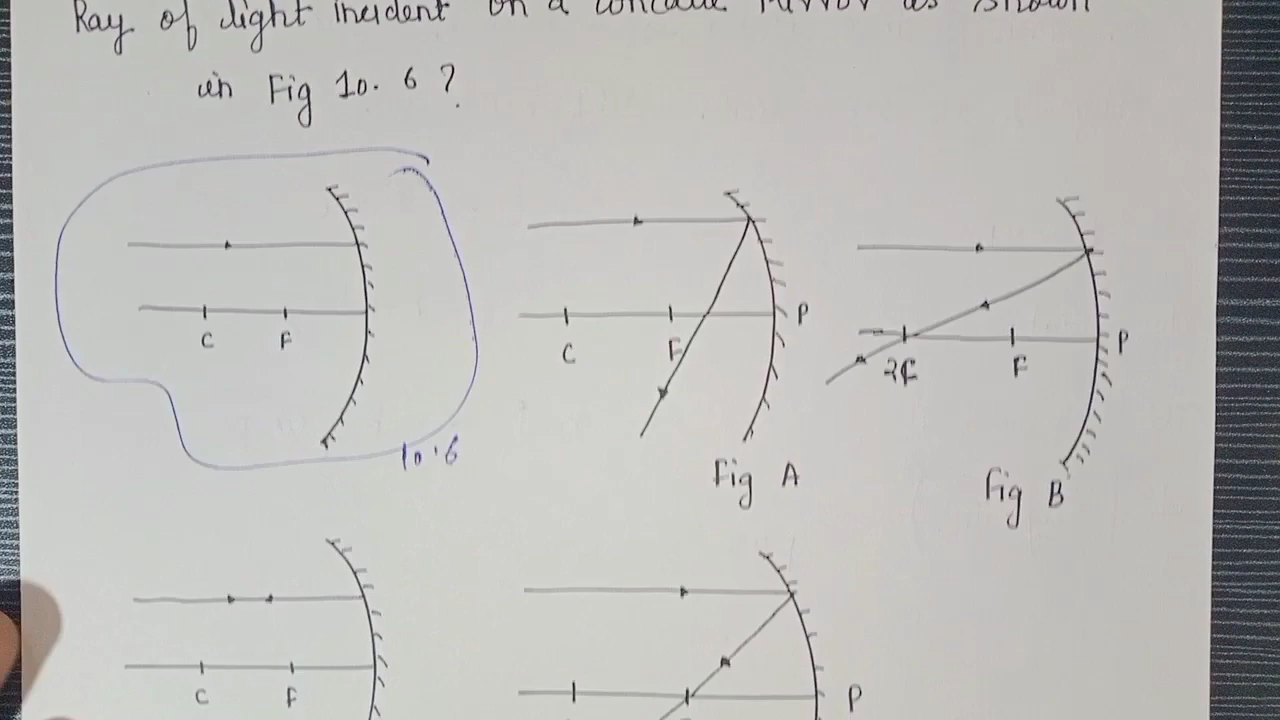 Ray of light incident on a concave mirror as shown
in Fig 10.6?
C F
10.6
C F P
Fig A
2F F P
Fig B
C F
P